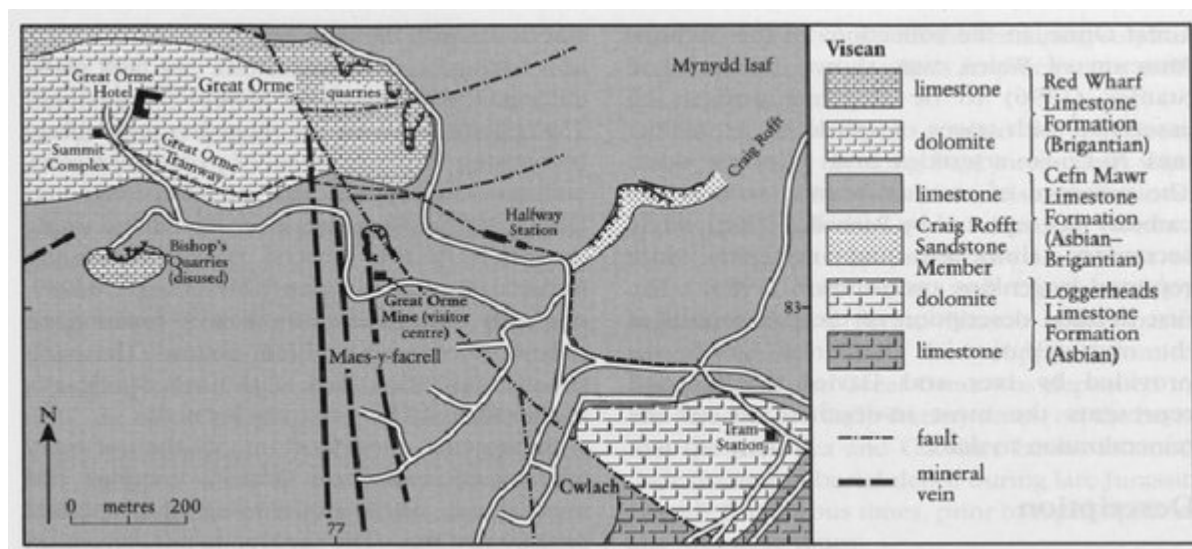 Great Orme
Hotel
Great Orme
quarries
Summit
Complex
Great Orme
Tramway
Bishop's
Quarries
(disused)
Halfway
Station
Mynydd Isaf
Craig Rofft
Great Orme
Mine (visitor
centre)
Maes-y-facrell
83
Tram
Station
Cwlach
N
0 metres 200
77
Viscan
limestone
dolomite
Red Wharf
Limestone
Formation
(Brigantian)
limestone
Craig Rofft
Sandstone
Member
Cefn Mawr
Limestone
Formation
(Asbian–
Brigantian)
dolomite
limestone
Loggerheads
Limestone
Formation
(Asbian)
fault
mineral
vein